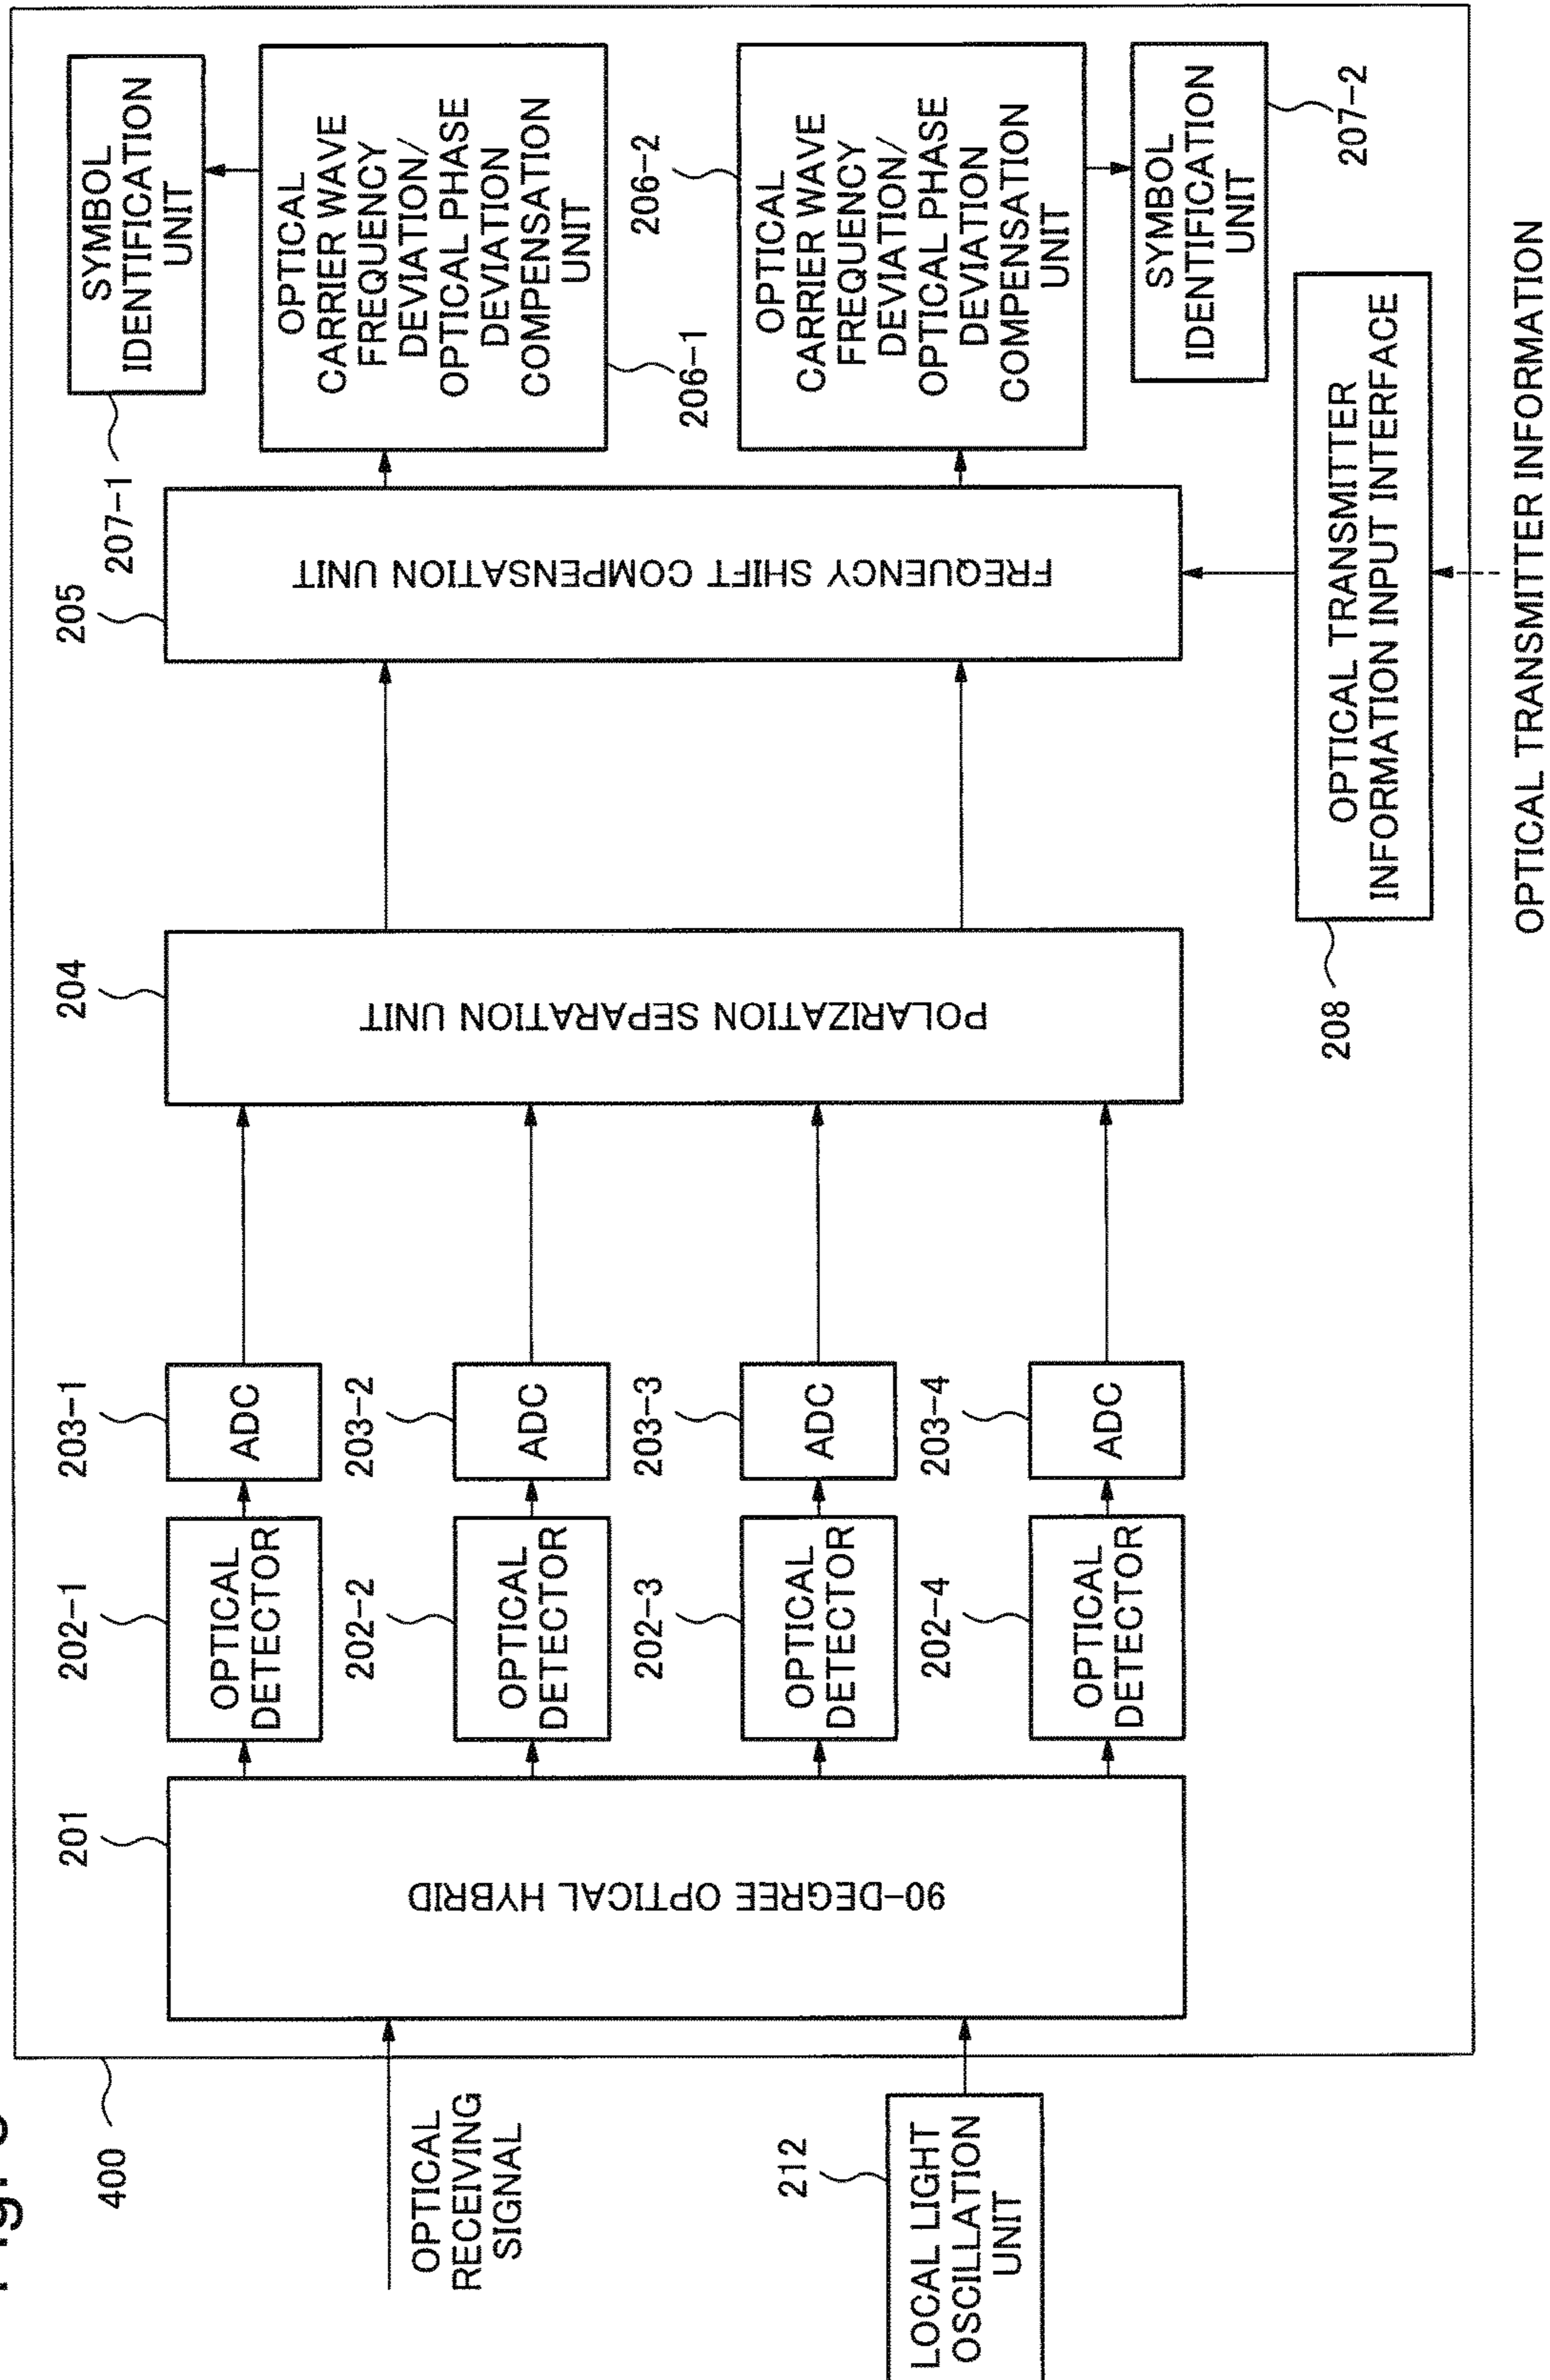 400
OPTICAL
RECEIVING
SIGNAL
212
LOCAL LIGHT
OSCILLATION
UNIT
201
90-DEGREE OPTICAL HYBRID
202-1
OPTICAL
DETECTOR
203-1
ADC
202-2
OPTICAL
DETECTOR
203-2
ADC
202-3
OPTICAL
DETECTOR
203-3
ADC
202-4
OPTICAL
DETECTOR
203-4
ADC
204
POLARIZATION SEPARATION UNIT
205
FREQUENCY SHIFT COMPENSATION UNIT
207-1
SYMBOL
IDENTIFICATION
UNIT
OPTICAL
CARRIER WAVE
FREQUENCY
DEVIATION/
OPTICAL PHASE
DEVIATION
COMPENSATION
UNIT
206-1
206-2
OPTICAL
CARRIER WAVE
FREQUENCY
DEVIATION/
OPTICAL PHASE
DEVIATION
COMPENSATION
UNIT
SYMBOL
IDENTIFICATION
UNIT
207-2
208
OPTICAL TRANSMITTER
INFORMATION INPUT INTERFACE
OPTICAL TRANSMITTER INFORMATION